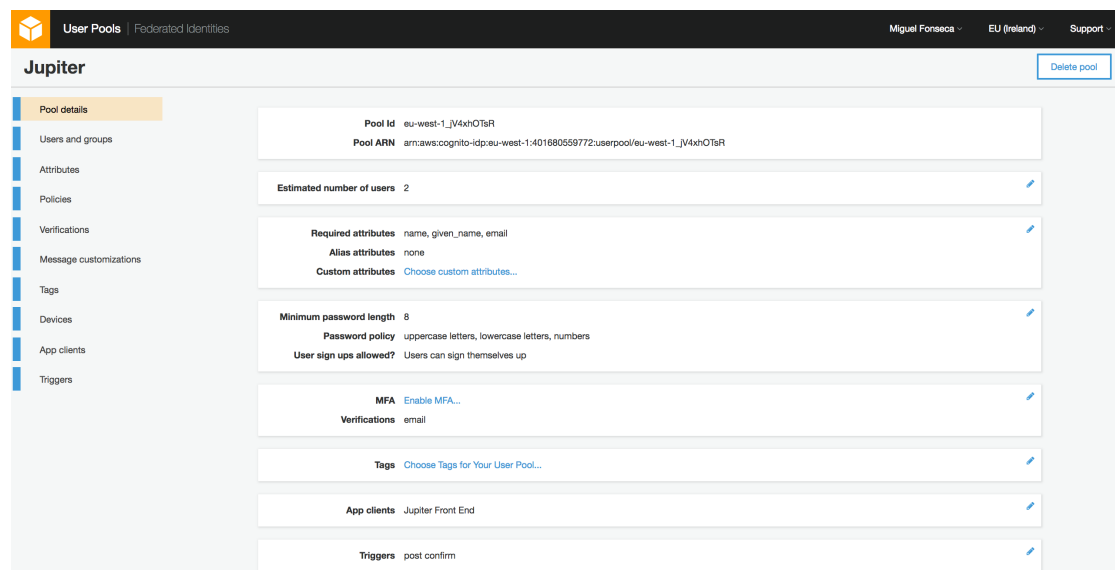 User Pools | Federated Identities
Miguel Fonseca
EU (Ireland)
Support
Jupiter
Delete pool
Pool details
Users and groups
Attributes
Policies
Verifications
Message customizations
Tags
Devices
App clients
Triggers
Pool Id eu-west-1_jV4xhOTsR
Pool ARN arn:aws:cognito-idp:eu-west-1:401680559772:userpool/eu-west-1_jV4xhOTsR
Estimated number of users 2
Required attributes name, given_name, email
Alias attributes none
Custom attributes Choose custom attributes...
Minimum password length 8
Password policy uppercase letters, lowercase letters, numbers
User sign ups allowed? Users can sign themselves up
MFA Enable MFA...
Verifications email
Tags Choose Tags for Your User Pool...
App clients Jupiter Front End
Triggers post confirm